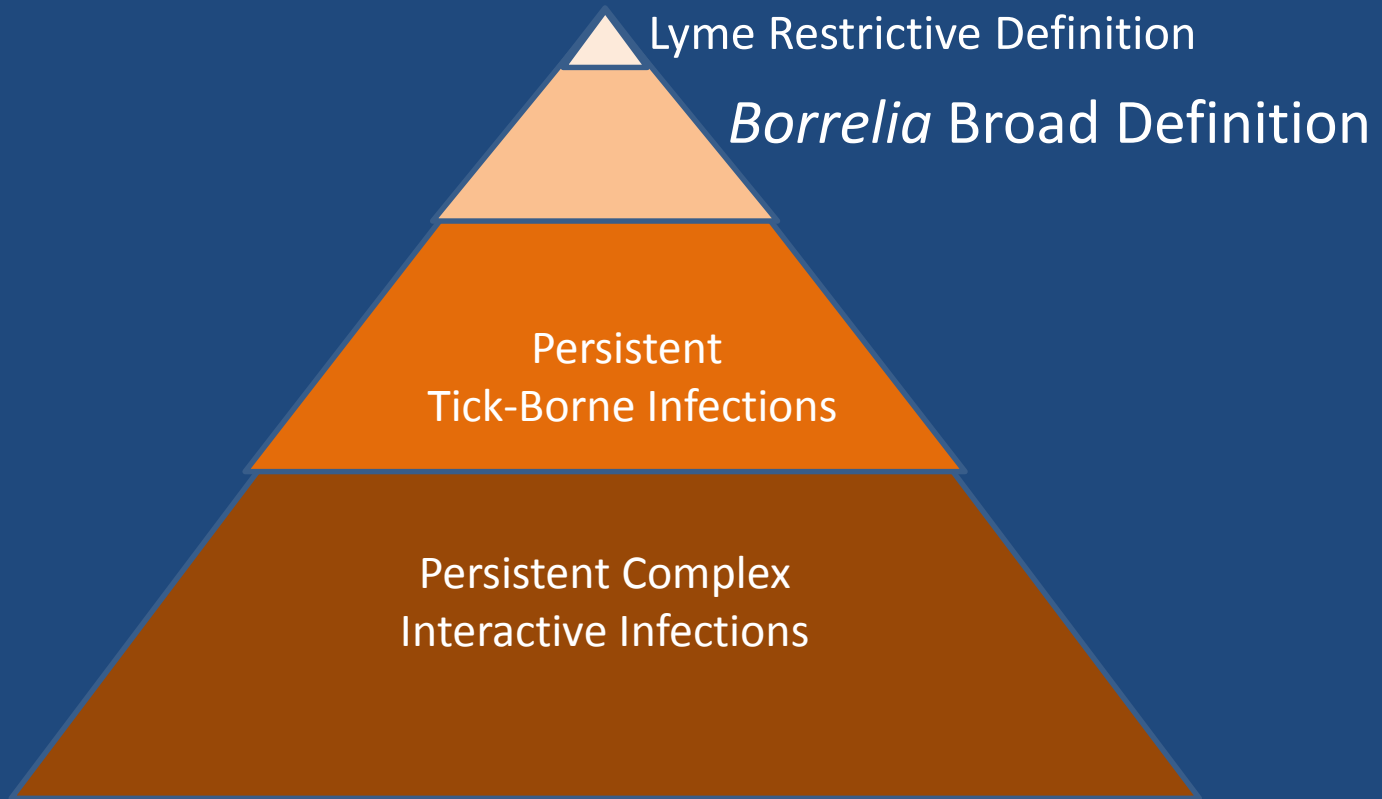 Lyme Restrictive Definition
Borrelia Broad Definition
Persistent
Tick-Borne Infections
Persistent Complex
Interactive Infections